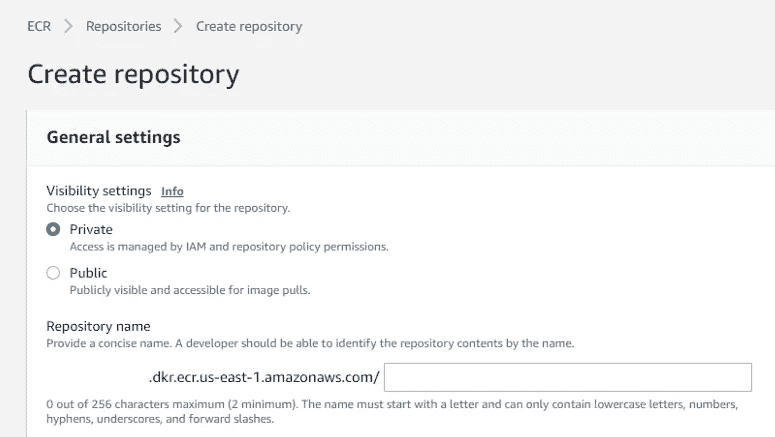 ECR > Repositories > Create repository
Create repository
General settings
Visibility settings Info
Choose the visibility setting for the repository.
Private
Access is managed by IAM and repository policy permissions.
Public
Publicly visible and accessible for image pulls.
Repository name
Provide a concise name. A developer should be able to identify the repository contents by the name.
.dkr.ecr.us-east-1.amazonaws.com/
0 out of 256 characters maximum (2 minimum). The name must start with a letter and can only contain lowercase letters, numbers,
hyphens, underscores, and forward slashes.